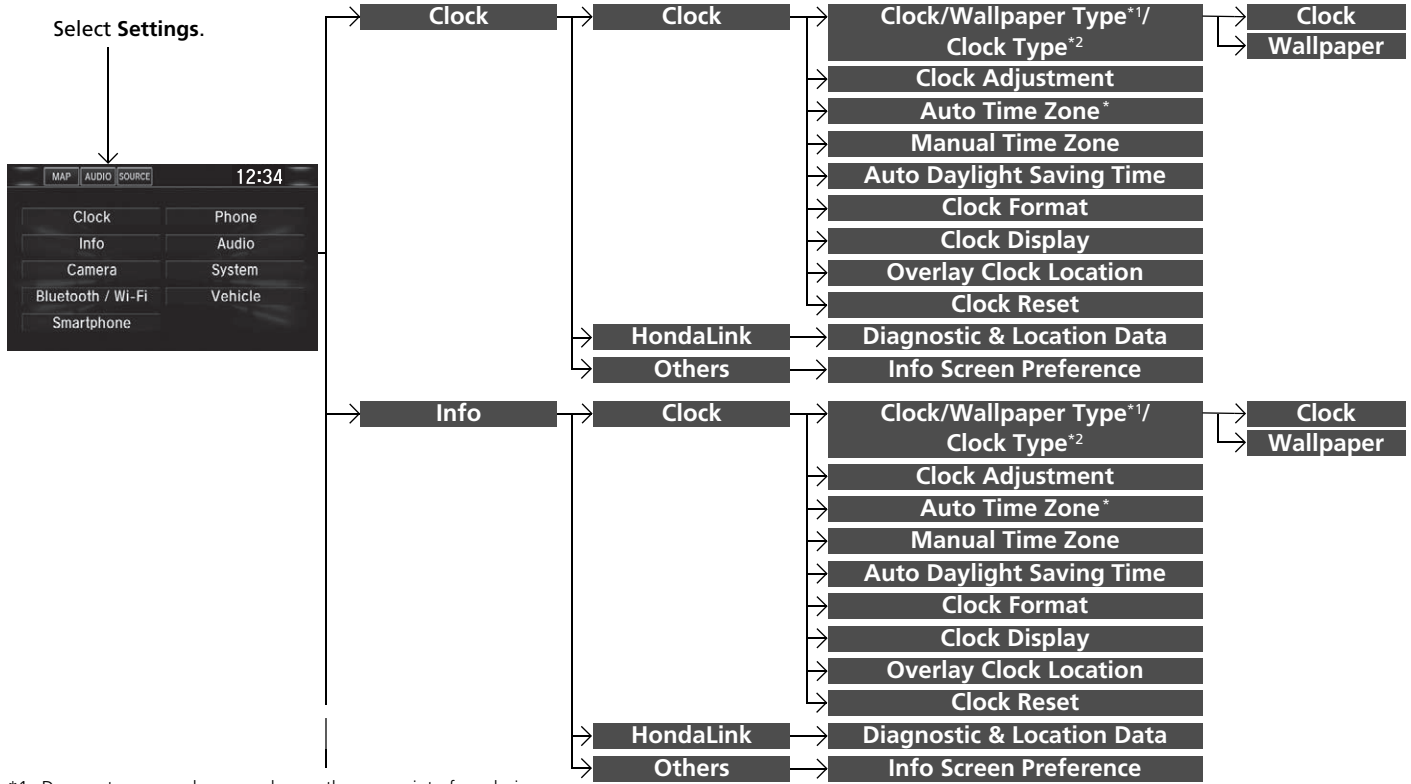 Select Settings.
MAP AUDIO SOURCE 12:34
Clock Phone
Info Audio
Camera System
Bluetooth / Wi-Fi Vehicle
Smartphone
Clock
Clock
Clock/Wallpaper Type*1/
Clock Type*2
Clock
Wallpaper
Clock Adjustment
Auto Time Zone*
Manual Time Zone
Auto Daylight Saving Time
Clock Format
Clock Display
Overlay Clock Location
Clock Reset
HondaLink
Diagnostic & Location Data
Others
Info Screen Preference
Info
Clock
Clock/Wallpaper Type*1/
Clock Type*2
Clock
Wallpaper
Clock Adjustment
Auto Time Zone*
Manual Time Zone
Auto Daylight Saving Time
Clock Format
Clock Display
Overlay Clock Location
Clock Reset
HondaLink
Diagnostic & Location Data
Others
Info Screen Preference